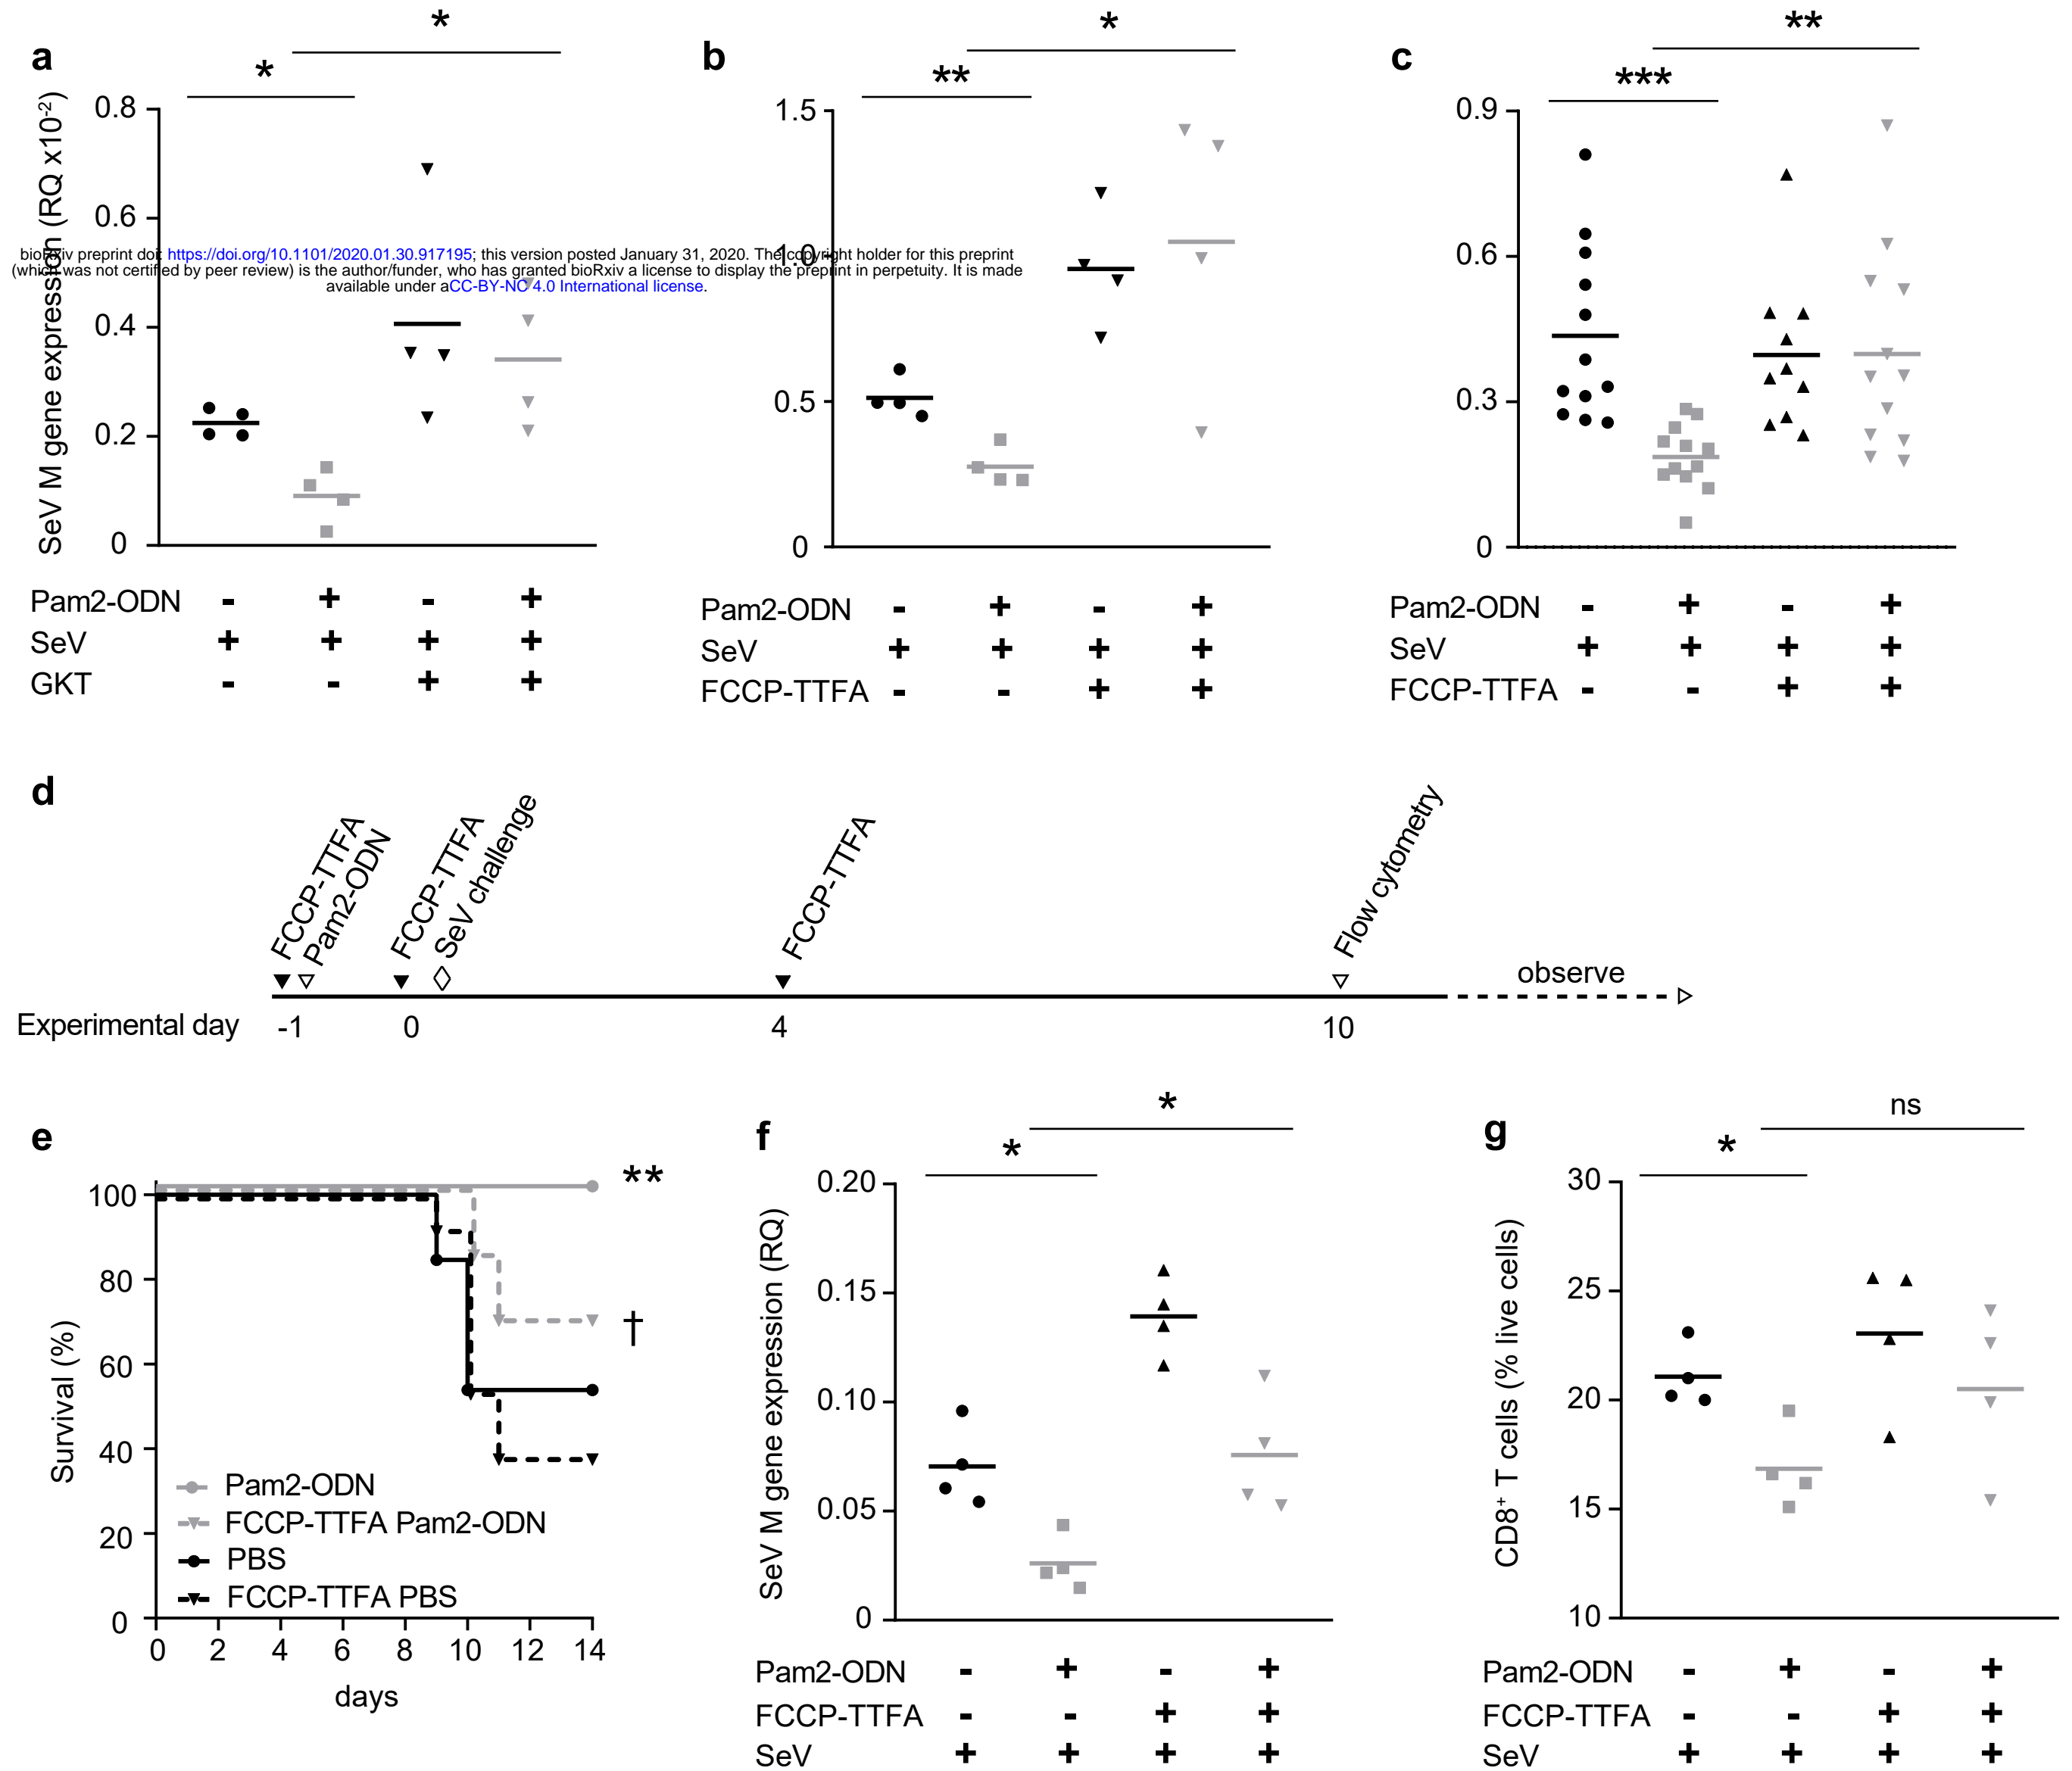 a
*
*
SeV M gene expression (RQ x10-2)
0.8
0.6
0.4
0.2
0
Pam2-ODN - + - +
SeV + + + +
GKT - - + +
bioRxiv preprint doi: https://doi.org/10.1101/2020.01.30.917195; this version posted January 31, 2020. The copyright holder for this preprint
(which was not certified by peer review) is the author/funder, who has granted bioRxiv a license to display the preprint in perpetuity. It is made
available under aCC-BY-NC 4.0 International license.
b
*
**
1.5
1.0
0.5
0
Pam2-ODN - + - +
SeV + + + +
FCCP-TTFA - - + +
c
**
***
0.9
0.6
0.3
0
Pam2-ODN - + - +
SeV + + + +
FCCP-TTFA - - + +
d
FCCP-TTFA
Pam2-ODN
FCCP-TTFA
SeV challenge
FCCP-TTFA
Flow cytometry
observe
Experimental day -1 0 4 10
e
Survival (%)
100
80
60
40
20
0
**
†
Pam2-ODN
FCCP-TTFA Pam2-ODN
PBS
FCCP-TTFA PBS
0 2 4 6 8 10 12 14
days
f
*
*
SeV M gene expression (RQ)
0.20
0.15
0.10
0.05
0
Pam2-ODN - + - +
FCCP-TTFA - - + +
SeV + + + +
g
ns
*
CD8+ T cells (% live cells)
30
25
20
15
10
Pam2-ODN - + - +
FCCP-TTFA - - + +
SeV + + + +